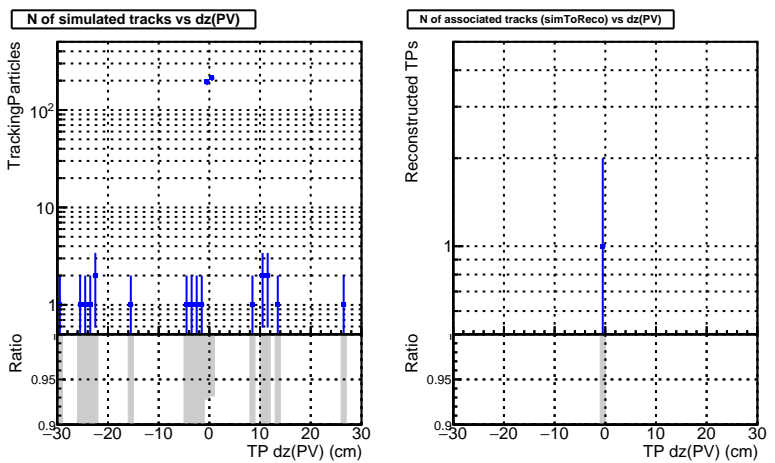 N of simulated tracks vs dz(PV)
TrackingParticles
10²
10
1
Ratio
1
0.95
0.9
−30 −20 −10 0 10 20 30
TP dz(PV) (cm)
N of associated tracks (simToReco) vs dz(PV)
Reconstructed TPs
1
Ratio
1
0.95
0.9
−30 −20 −10 0 10 20 30
TP dz(PV) (cm)